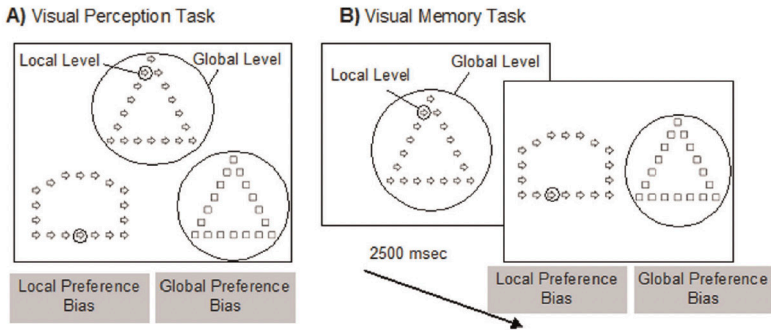 A) Visual Perception Task
B) Visual Memory Task
Local Level
Global Level
Local Level
Global Level
2500 msec
Local Preference
Bias
Global Preference
Bias
Local Preference
Bias
Global Preference
Bias